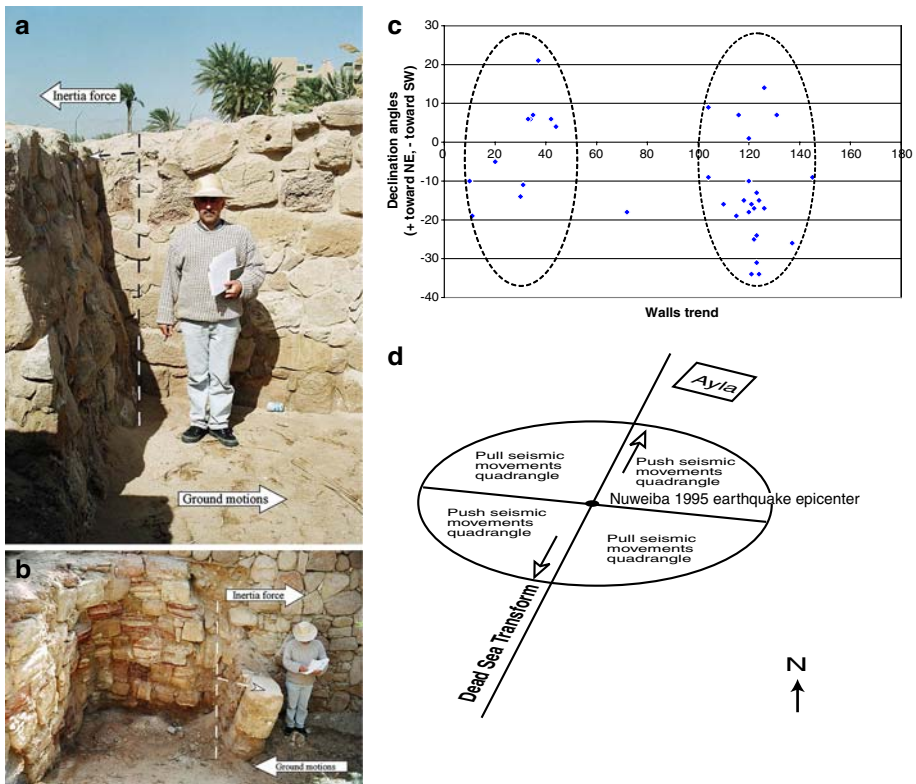 a
Inertia force
Ground motions
b
Inertia force
Ground motions
c
30
20
10
0
-10
-20
-30
-40
0
20
40
60
80
100
120
140
160
180
Declination angles
(+ toward NE, - toward SW)
Walls trend
d
Ayla
Pull seismic
movements
quadrangle
Push seismic
movements
quadrangle
Nuweiba 1995 earthquake epicenter
Push seismic
movements
quadrangle
Pull seismic
movements
quadrangle
Dead Sea Transform
N